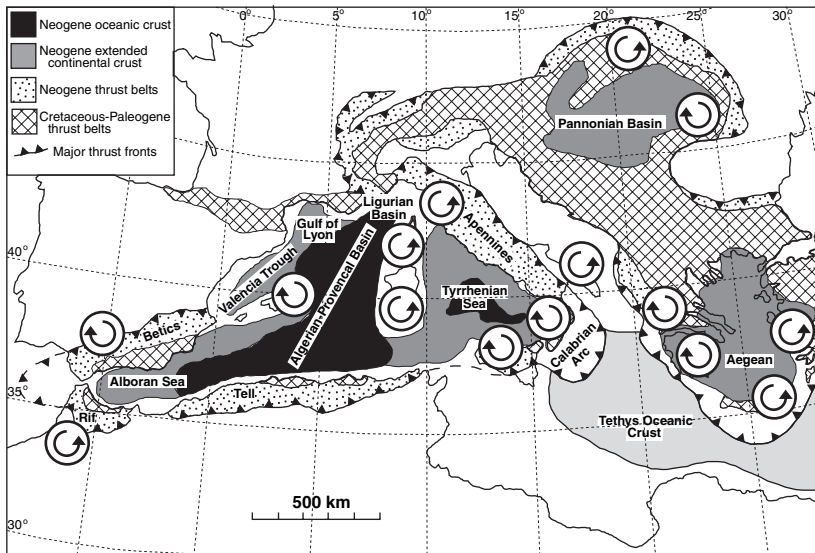 Neogene oceanic crust
Neogene extended
continental crust
Neogene thrust belts
Cretaceous-Paleogene
thrust belts
Major thrust fronts
0°
5°
10°
15°
20°
25°
30°
40°
35°
30°
Pannonian Basin
Ligurian
Basin
Gulf of
Lyon
Apennines
Valencia Trough
Algerian-Provencal Basin
Tyrrhenian
Sea
Betics
Calabrian
Arc
Aegean
Alboran Sea
Tell
Rif
Tethys Oceanic
Crust
500 km